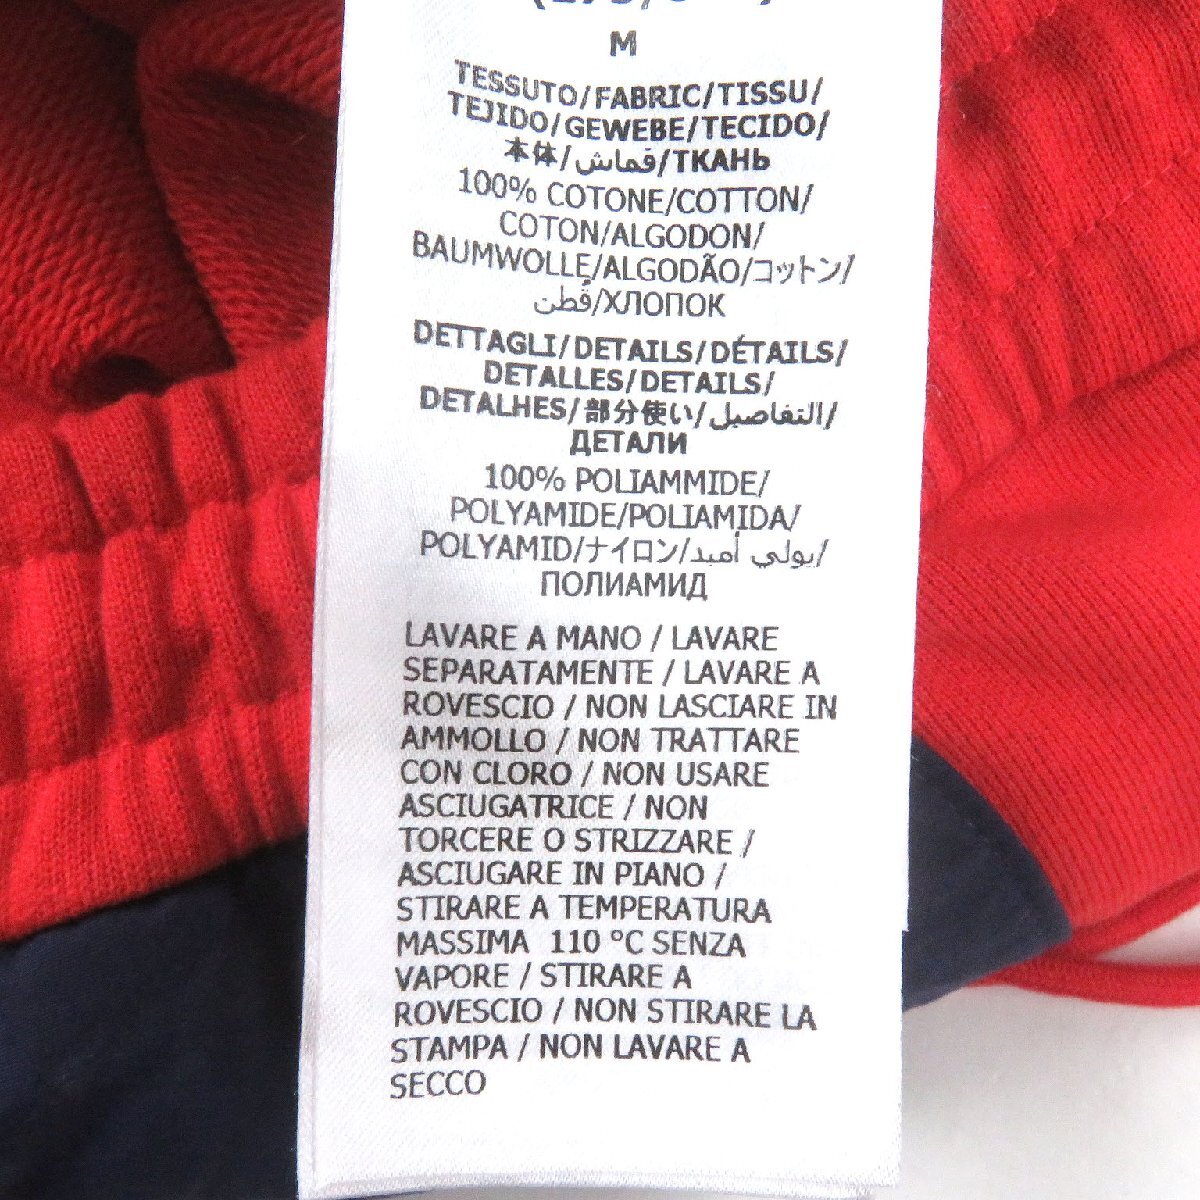 M
TESSUTO/FABRIC/TISSU/
TEJIDO/GEWEBE/TECIDO/
本体/قماش/ТКАНЬ
100% COTONE/COTTON/
COTON/ALGODON/
BAUMWOLLE/ALGODÃO/コットン/
قُطن/ХЛОПОК
DETTAGLI/DETAILS/DÉTAILS/
DETALLES/DETAILS/
DETALHES/部分使い/التفاصيل/
ДЕТАЛИ
100% POLIAMMIDE/
POLYAMIDE/POLIAMIDA/
POLYAMID/ナイロン/بولي أميد/
ПОЛИАМИД
LAVARE A MANO / LAVARE
SEPARATAMENTE / LAVARE A
ROVESCIO / NON LASCIARE IN
AMMOLLO / NON TRATTARE
CON CLORO / NON USARE
ASCIUGATRICE / NON
TORCERE O STRIZZARE /
ASCIUGARE IN PIANO /
STIRARE A TEMPERATURA
MASSIMA 110 °C SENZA
VAPORE / STIRARE A
ROVESCIO / NON STIRARE LA
STAMPA / NON LAVARE A
SECCO